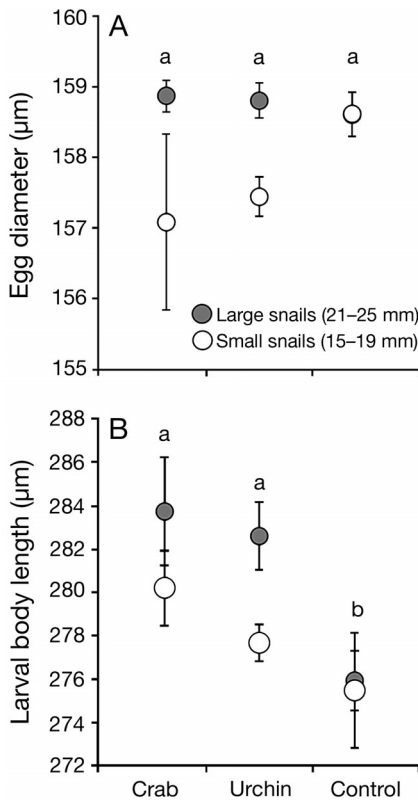 160
A
a a a
159
158
157
156
155
Egg diameter (µm)
Large snails (21–25 mm)
Small snails (15–19 mm)
288
B
a
a
b
286
284
282
280
278
276
274
272
Larval body length (µm)
Crab Urchin Control